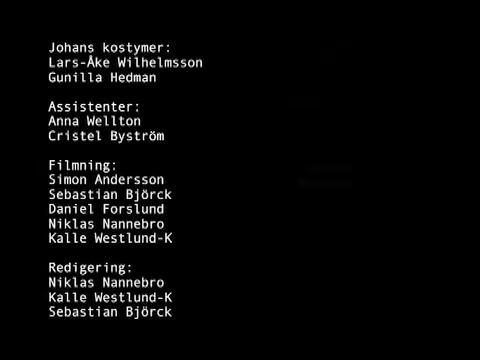 Johans kostymer:
Lars-Åke Wilhelmsson
Gunilla Hedman
Assistenter:
Anna Wellton
Cristel Byström
Filmning:
Simon Andersson
Sebastian Björck
Daniel Forslund
Niklas Nannebro
Kalle Westlund-K
Redigering:
Niklas Nannebro
Kalle Westlund-K
Sebastian Björck